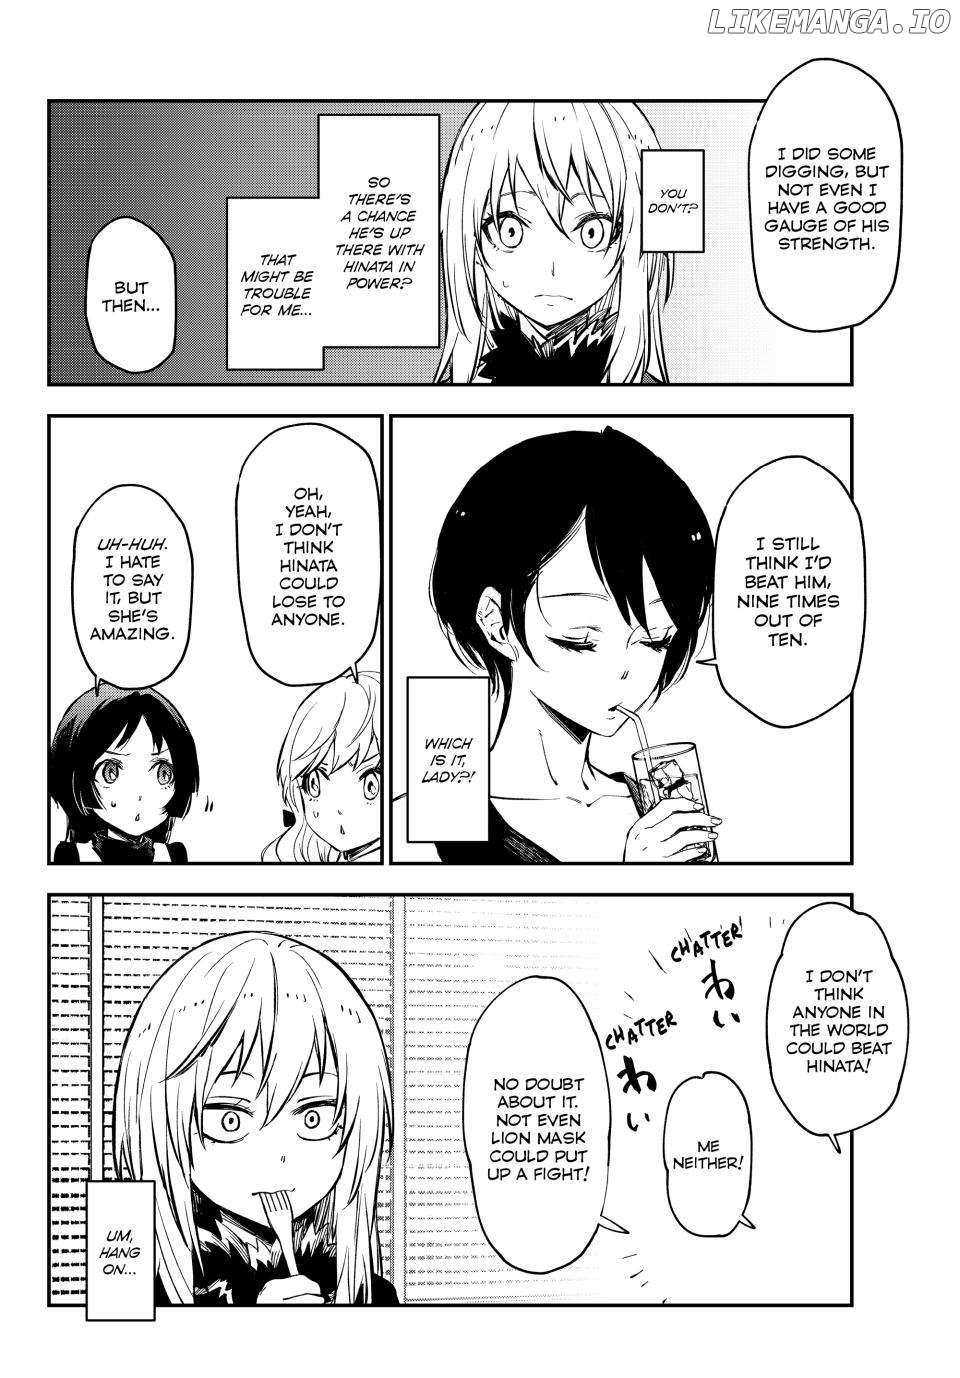 LIKEMANGA.IO
I DID SOME
DIGGING, BUT
NOT EVEN I
HAVE A GOOD
GAUGE OF HIS
STRENGTH.
YOU
DON'T?
SO
THERE'S
A CHANCE
HE'S UP
THERE WITH
HINATA IN
POWER?
THAT
MIGHT BE
TROUBLE
FOR ME...
BUT
THEN...
I STILL
THINK I'D
BEAT HIM,
NINE TIMES
OUT OF
TEN.
WHICH
IS IT,
LADY?!
OH,
YEAH,
I DON'T
THINK
HINATA
COULD
LOSE TO
ANYONE.
UH-HUH.
I HATE
TO SAY
IT, BUT
SHE'S
AMAZING.
I DON'T
THINK
ANYONE IN
THE WORLD
COULD BEAT
HINATA!
CHATTER!
わい
ME
NEITHER!
CHATTER
わい
NO DOUBT
ABOUT IT.
NOT EVEN
LION MASK
COULD PUT
UP A FIGHT!
UM,
HANG
ON...